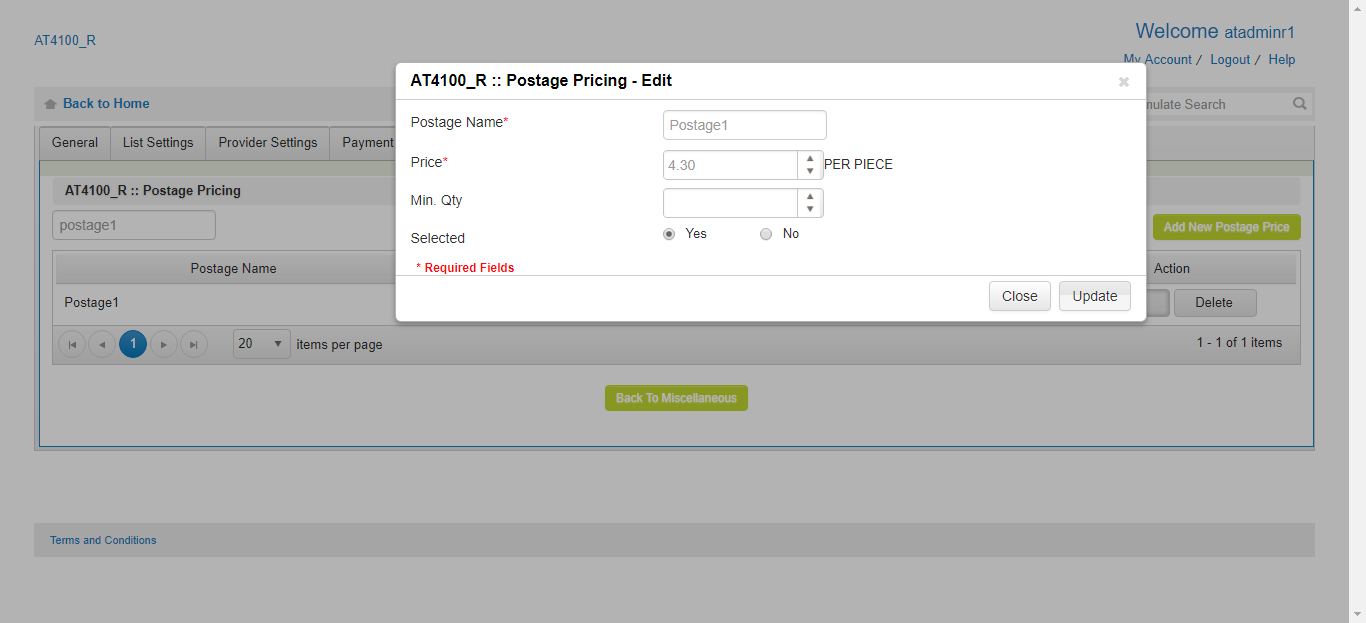 AT4100_R
Welcome atadminr1
My Account / Logout / Help
Back to Home
mulate Search
General
List Settings
Provider Settings
Payment
AT4100_R :: Postage Pricing
postage1
Add New Postage Price
Postage Name
Action
Postage1
Delete
1
20
items per page
1 - 1 of 1 items
Back To Miscellaneous
Terms and Conditions
AT4100_R :: Postage Pricing - Edit
Postage Name*
Postage1
Price*
4.30
PER PIECE
Min. Qty
Selected
Yes
No
* Required Fields
Close
Update